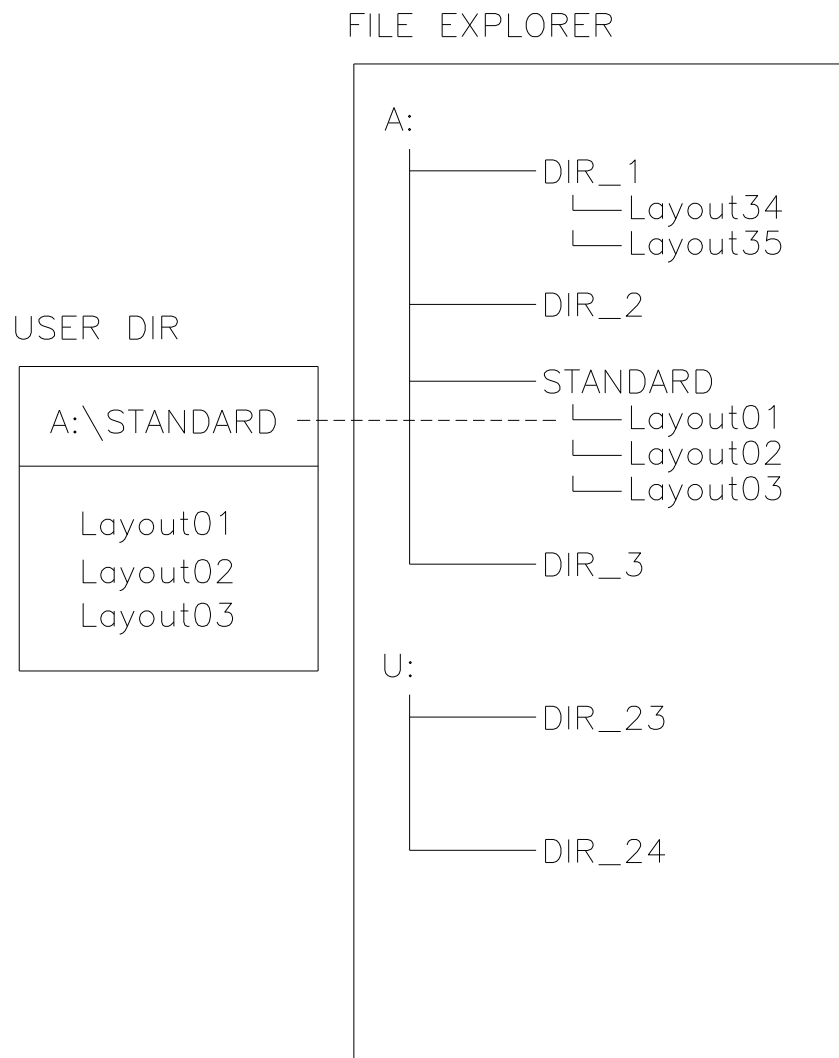 FILE EXPLORER
A:
DIR_1
Layout34
Layout35
DIR_2
STANDARD
Layout01
Layout02
Layout03
DIR_3
U:
DIR_23
DIR_24
USER DIR
A:\STANDARD
Layout01
Layout02
Layout03